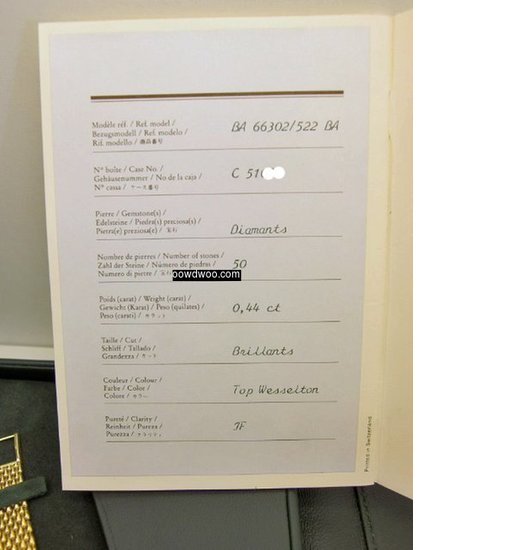 Modèle réf. / Ref. model /
Bezugsmodell / Ref. modelo /
Rif. modello / 商品番号
BA 66302/522 BA
N° boîte / Case No. /
Gehäusenummer / No de la caja /
N° cassa / ケース番号
C 51
Pierre / Gemstone(s) /
Edelsteine / Piedra(s) preciosa(s) /
Pietra(e) preziosa(e) / 宝石
Diamants
Nombre de pierres / Number of stones /
Zahl der Steine / Número de piedras /
Numero di pietre /
50
oowdwoo.com
Poids (carat) / Weight (carat) /
Gewicht (Karat) / Peso (quilates) /
Peso (carati) / カラット
0,44 ct
Taille / Cut /
Schliff / Tallado /
Grandezza / カット
Brillants
Couleur / Colour /
Farbe / Color /
Colore / カラー
Top Wesselton
Pureté / Clarity /
Reinheit / Pureza /
Purezza / クラリティ
IF
Printed in Switzerland